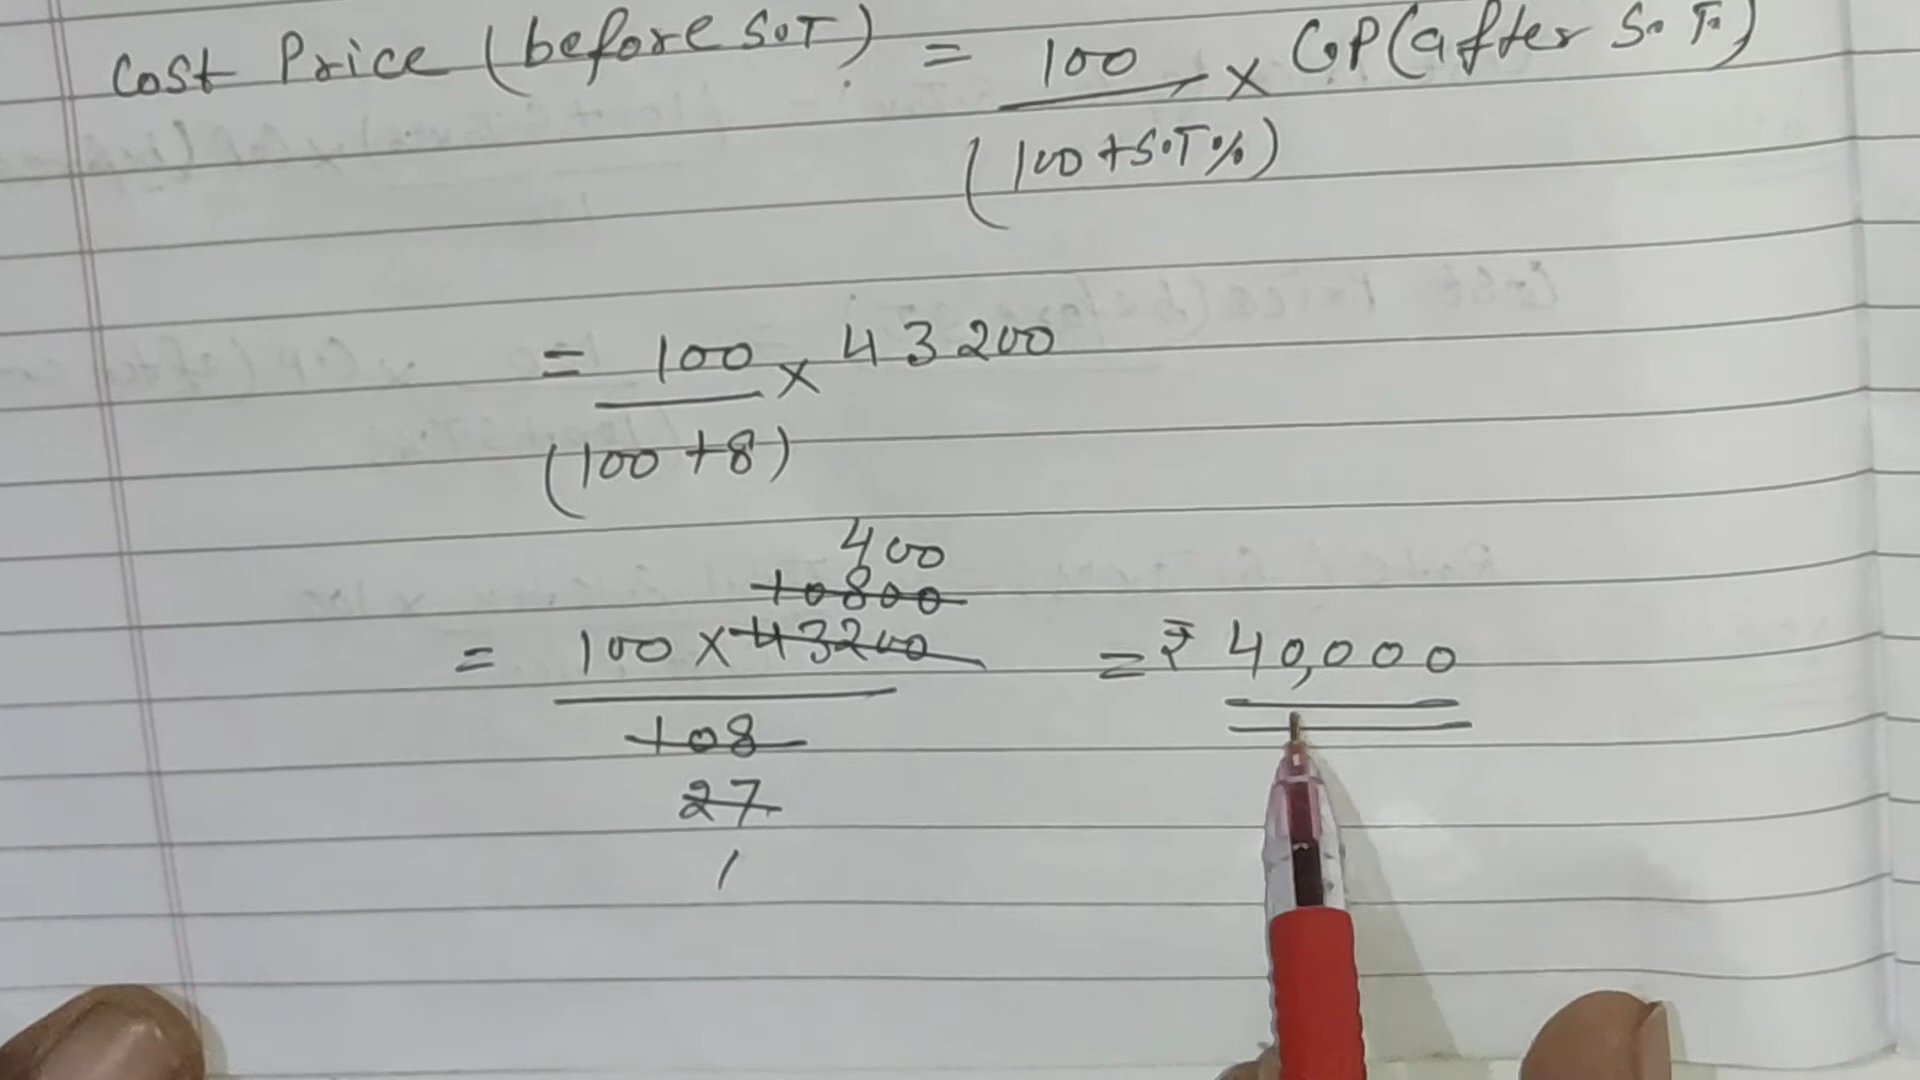 Cost Price (before S.T) = 100 × C.P (after S.T.)
(100 + S.T%)
= 100 × 43200
(100 + 8)
400
10800
= 100 × 43200 = ₹ 40,000
108
27
1